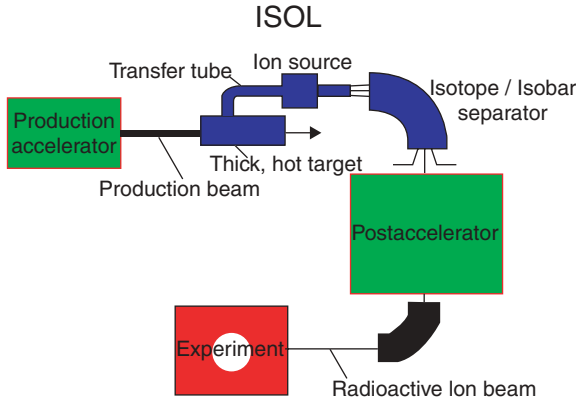 ISOL
Ion source
Transfer tube
Isotope / Isobar
separator
Production
accelerator
Thick, hot target
Production beam
Postaccelerator
Experiment
Radioactive Ion beam